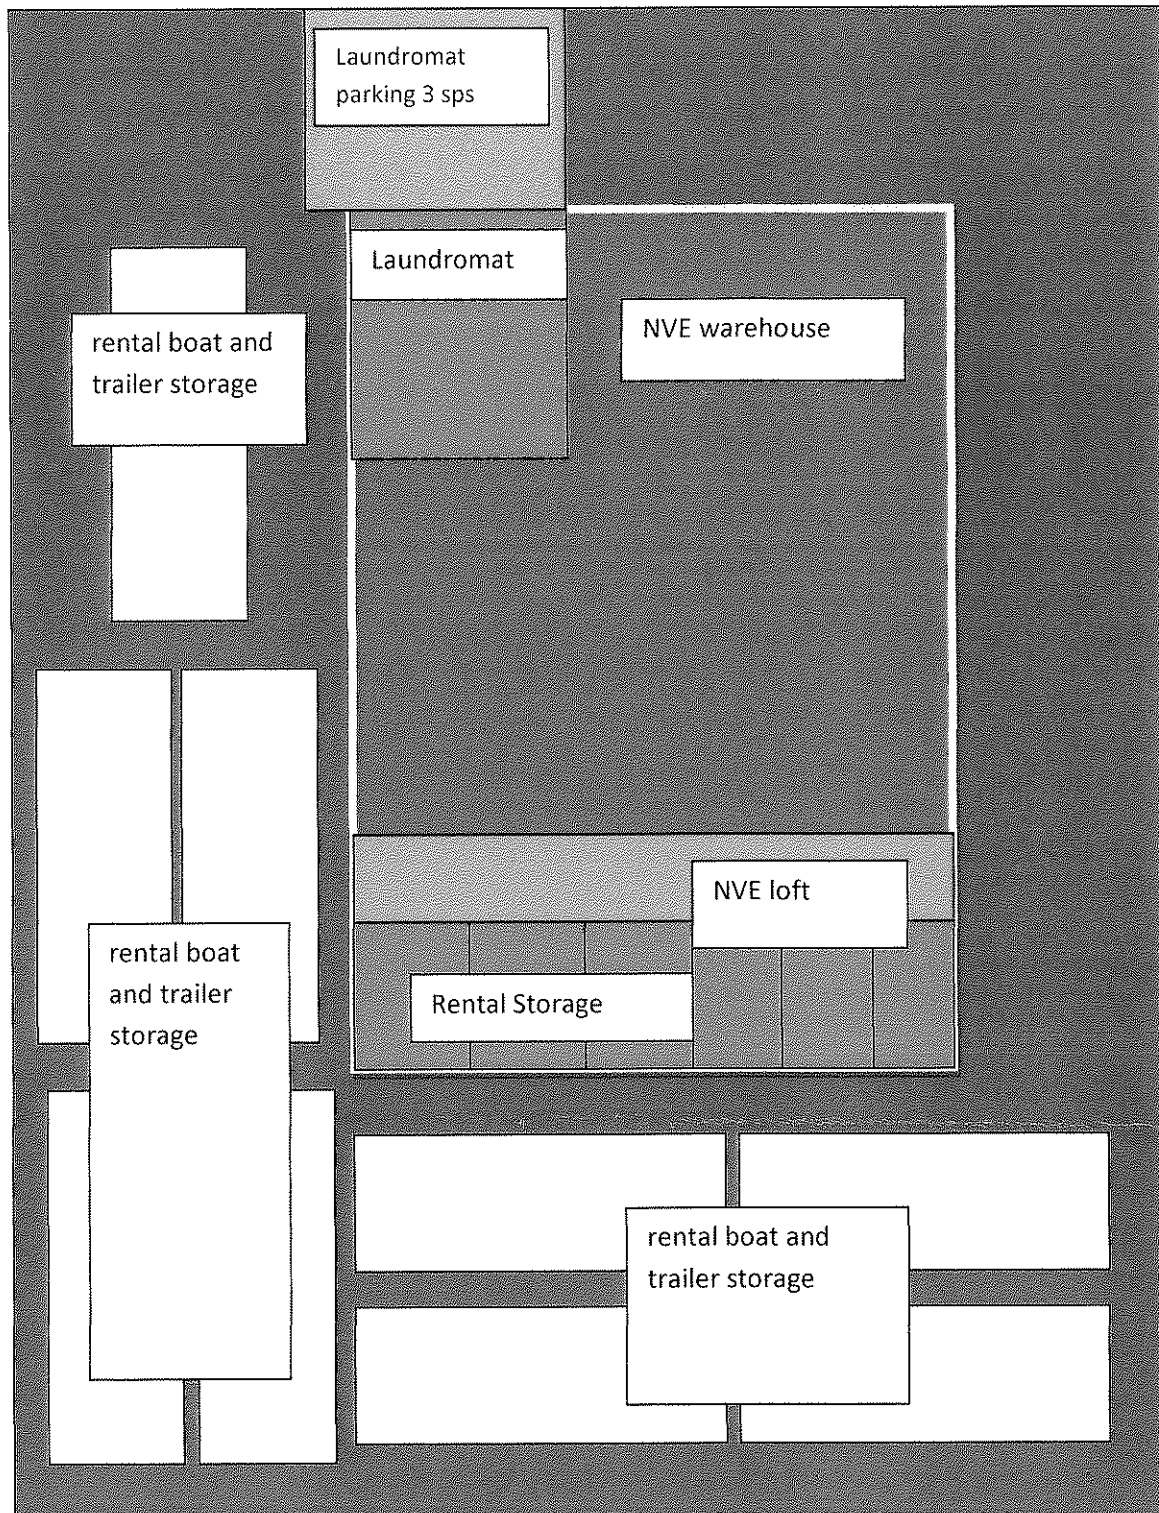 Laundromat
parking 3 sps
Laundromat
NVE warehouse
rental boat and
trailer storage
NVE loft
rental boat
and trailer
storage
Rental Storage
rental boat and
trailer storage